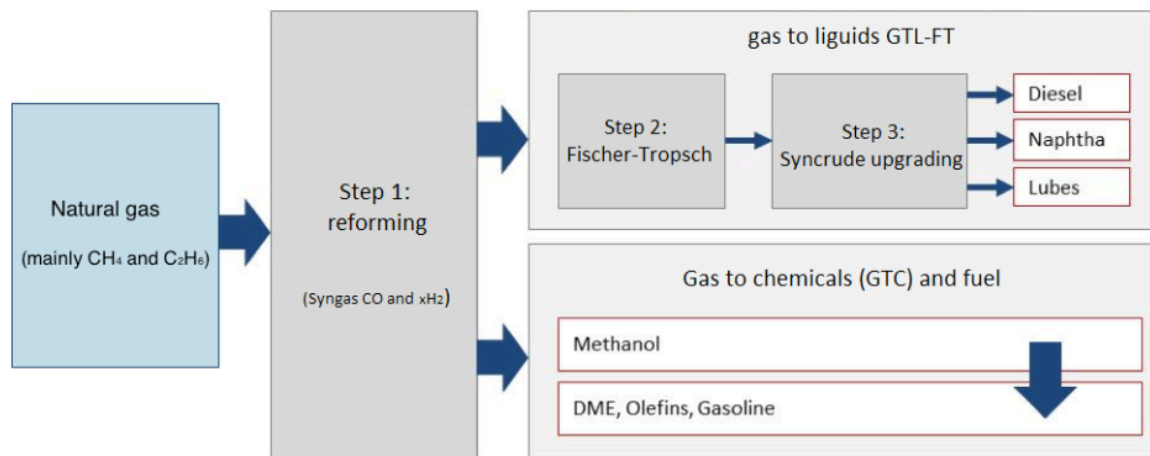 Natural gas
(mainly CH₄ and C₂H₆)
Step 1:
reforming
(Syngas CO and xH₂)
gas to liguids GTL-FT
Step 2:
Fischer-Tropsch
Step 3:
Syncrude upgrading
Diesel
Naphtha
Lubes
Gas to chemicals (GTC) and fuel
Methanol
DME, Olefins, Gasoline